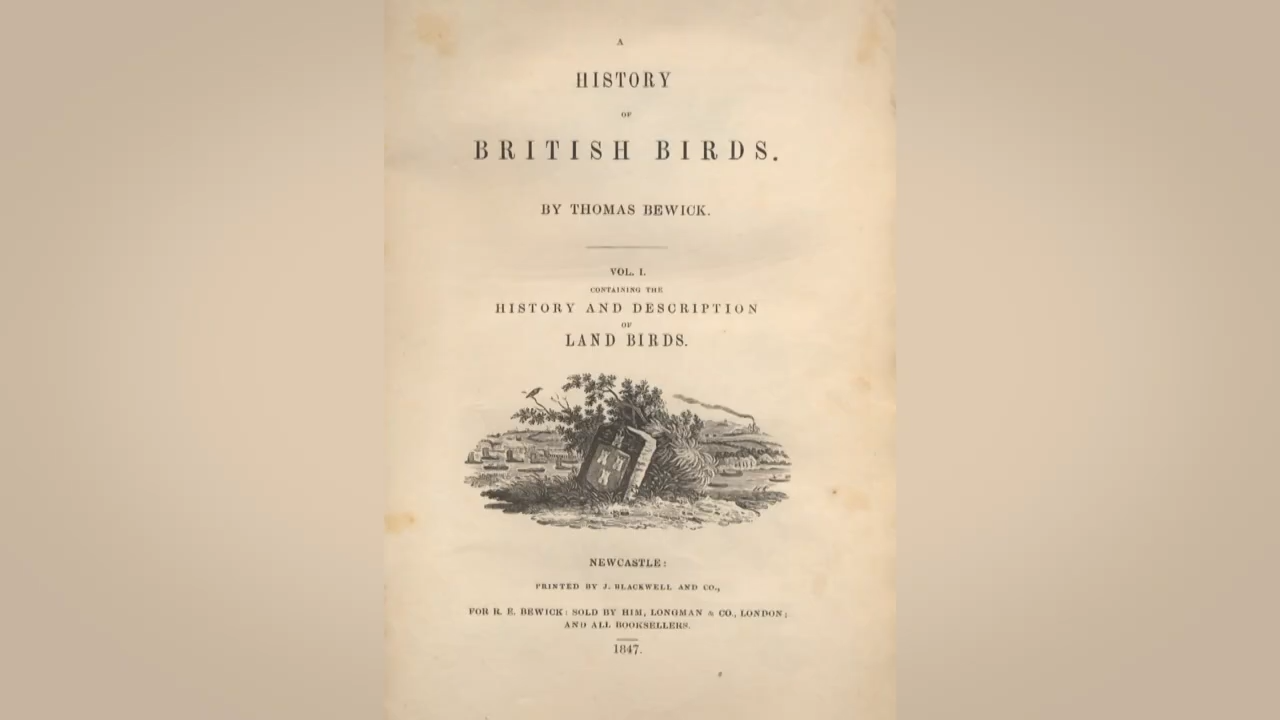 A
HISTORY
OF
BRITISH BIRDS.
BY THOMAS BEWICK.
VOL. I.
CONTAINING THE
HISTORY AND DESCRIPTION
OF
LAND BIRDS.
NEWCASTLE:
PRINTED BY J. BLACKWELL AND CO.,
FOR R. E. BEWICK: SOLD BY HIM, LONGMAN & CO., LONDON;
AND ALL BOOKSELLERS.
1847.